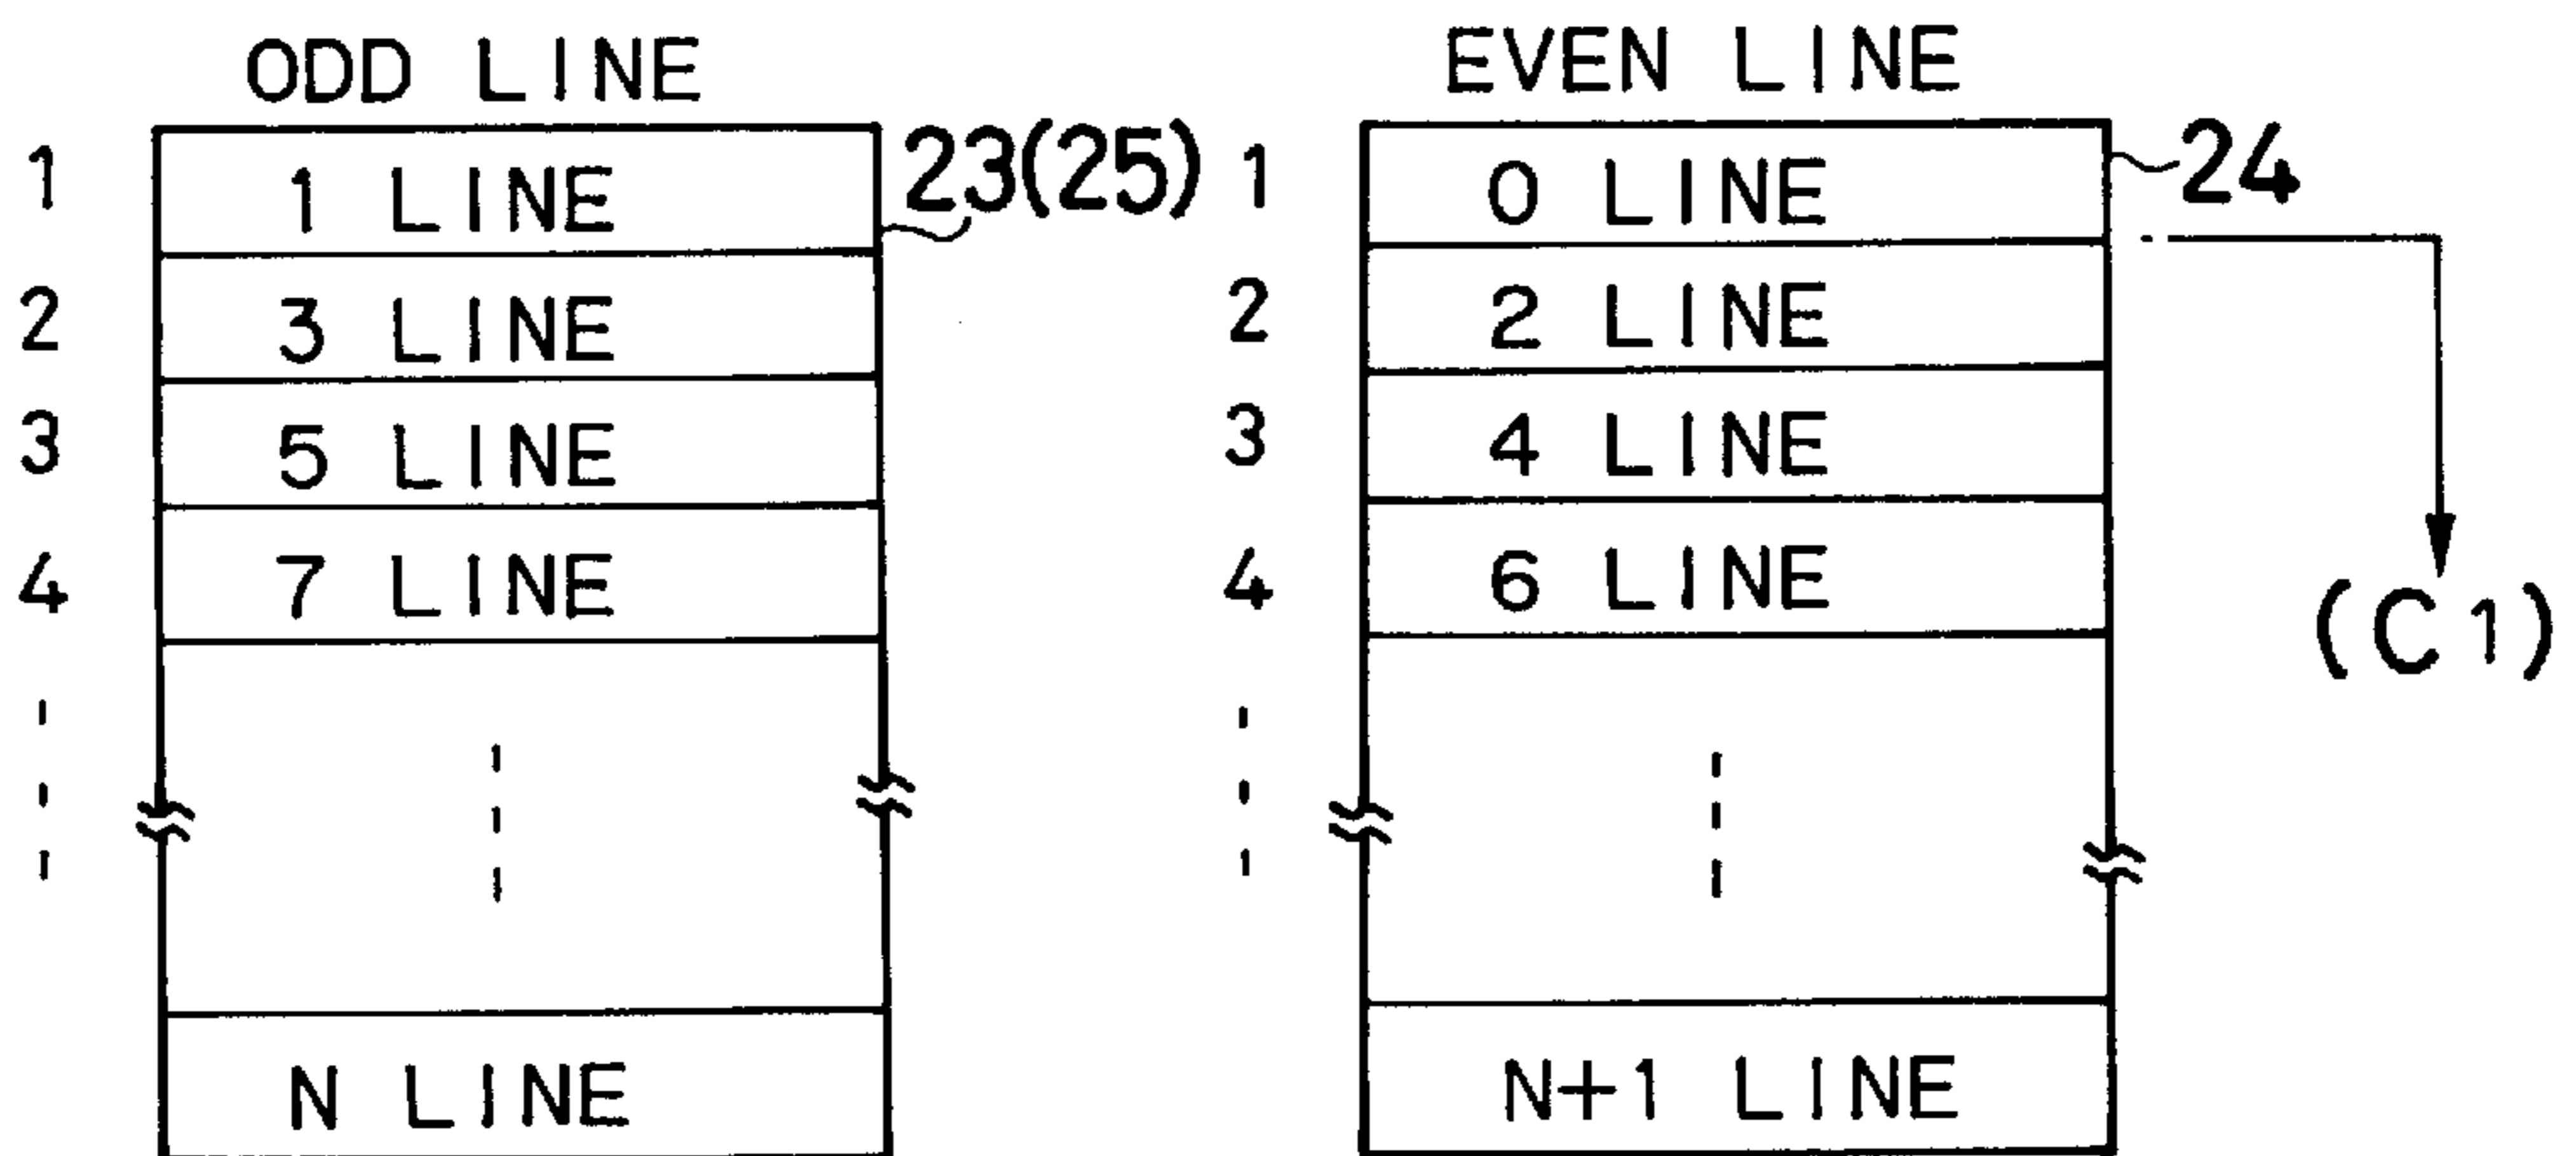 ODD LINE
1 1 LINE 23(25)
2 3 LINE
3 5 LINE
4 7 LINE
N LINE
EVEN LINE
1 0 LINE 24
2 2 LINE
3 4 LINE
4 6 LINE
(C1)
N+1 LINE